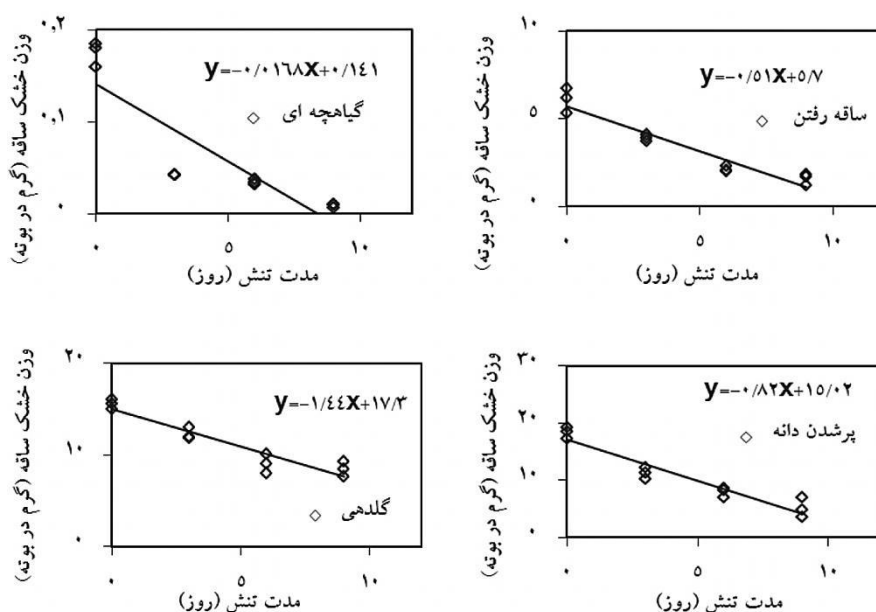 وزن خشک ساقه (گرم در بوته)
۰,۲
۰,۱
۰
y=-۰/۰۱٦٨x+۰/۱٤۱
گیاهچه ای
۰ ۵ ۱۰
مدت تنش (روز)
وزن خشک ساقه (گرم در بوته)
۱۰
۵
۰
y=-۰/۵۱x+۵/۷
ساقه رفتن
۰ ۵ ۱۰
مدت تنش (روز)
وزن خشک ساقه (گرم در بوته)
۲۰
۱۰
۰
y=-۱/٤٤x+۱۷/۳
گلدهی
۰ ۵ ۱۰
مدت تنش (روز)
وزن خشک ساقه (گرم در بوته)
۳۰
۲۰
۱۰
۰
y=-۰/۸۲x+۱۵/۰۲
پرشدن دانه
۰ ۵ ۱۰
مدت تنش (روز)